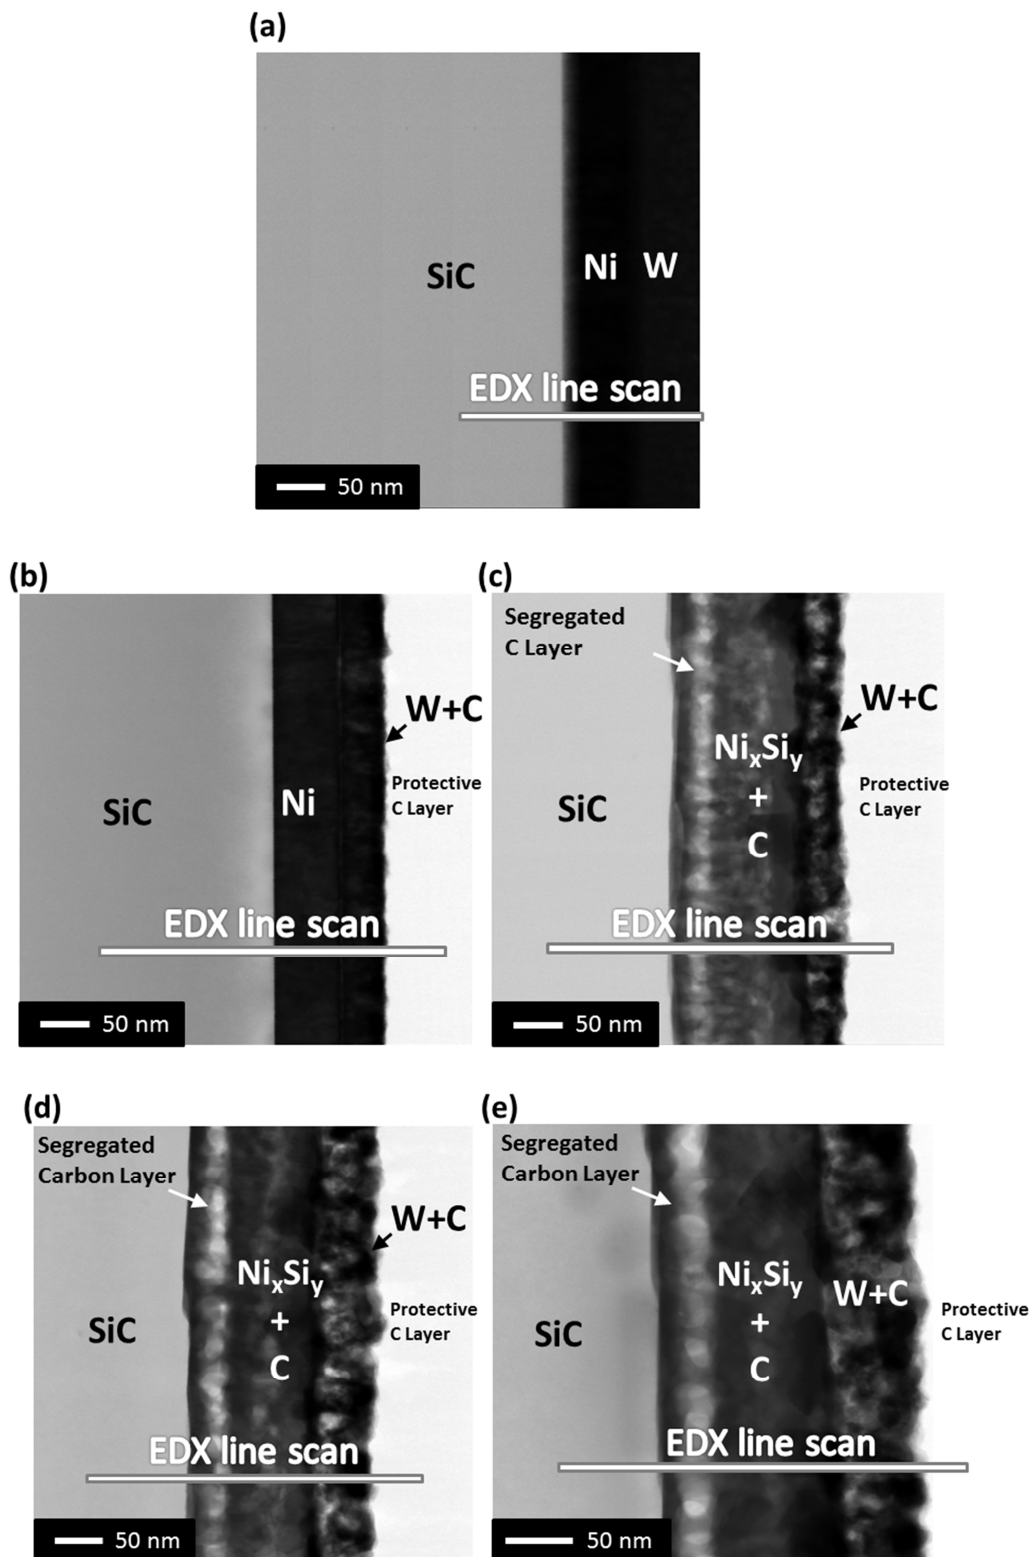 (a)
SiC
Ni W
EDX line scan
50 nm
(b)
W+C
Protective
C Layer
SiC
Ni
EDX line scan
50 nm
(c)
Segregated
C Layer
W+C
NixSiy
+
C
Protective
C Layer
SiC
EDX line scan
50 nm
(d)
Segregated
Carbon Layer
W+C
NixSiy
+
C
Protective
C Layer
SiC
EDX line scan
50 nm
(e)
Segregated
Carbon Layer
NixSiy
+
C
W+C
Protective
C Layer
SiC
EDX line scan
50 nm